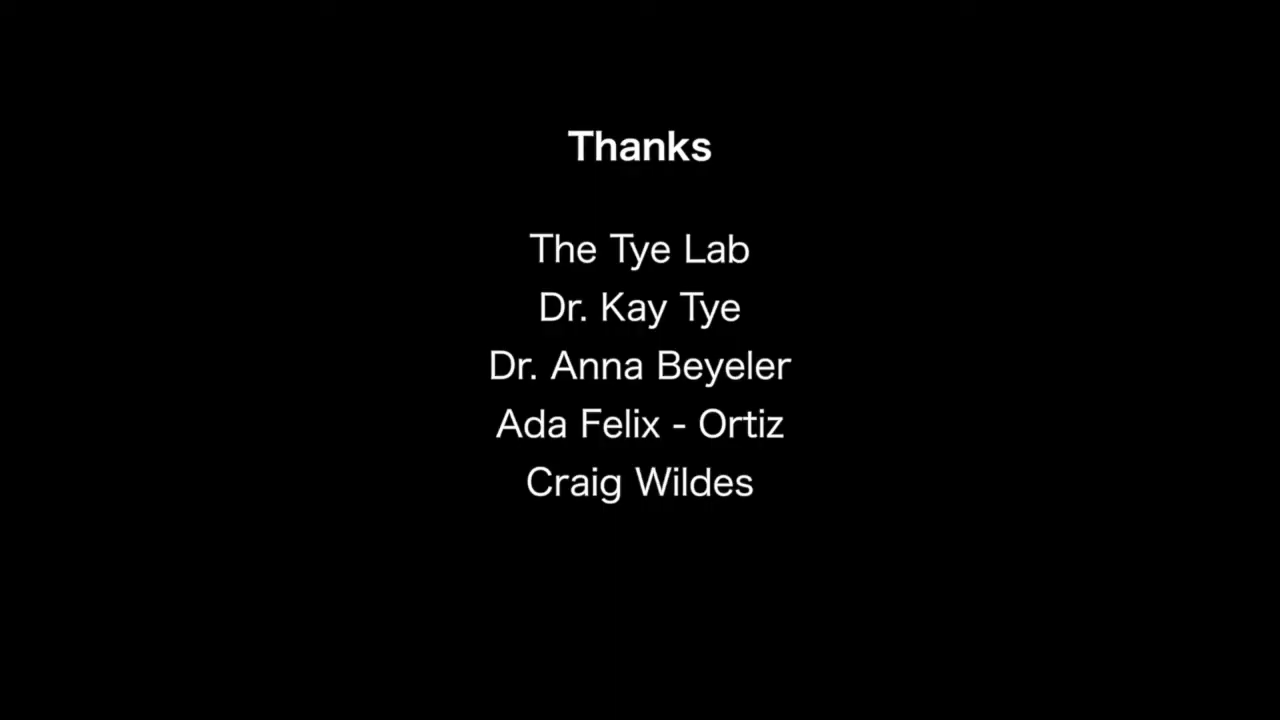 Thanks
The Tye Lab
Dr. Kay Tye
Dr. Anna Beyeler
Ada Felix - Ortiz
Craig Wildes